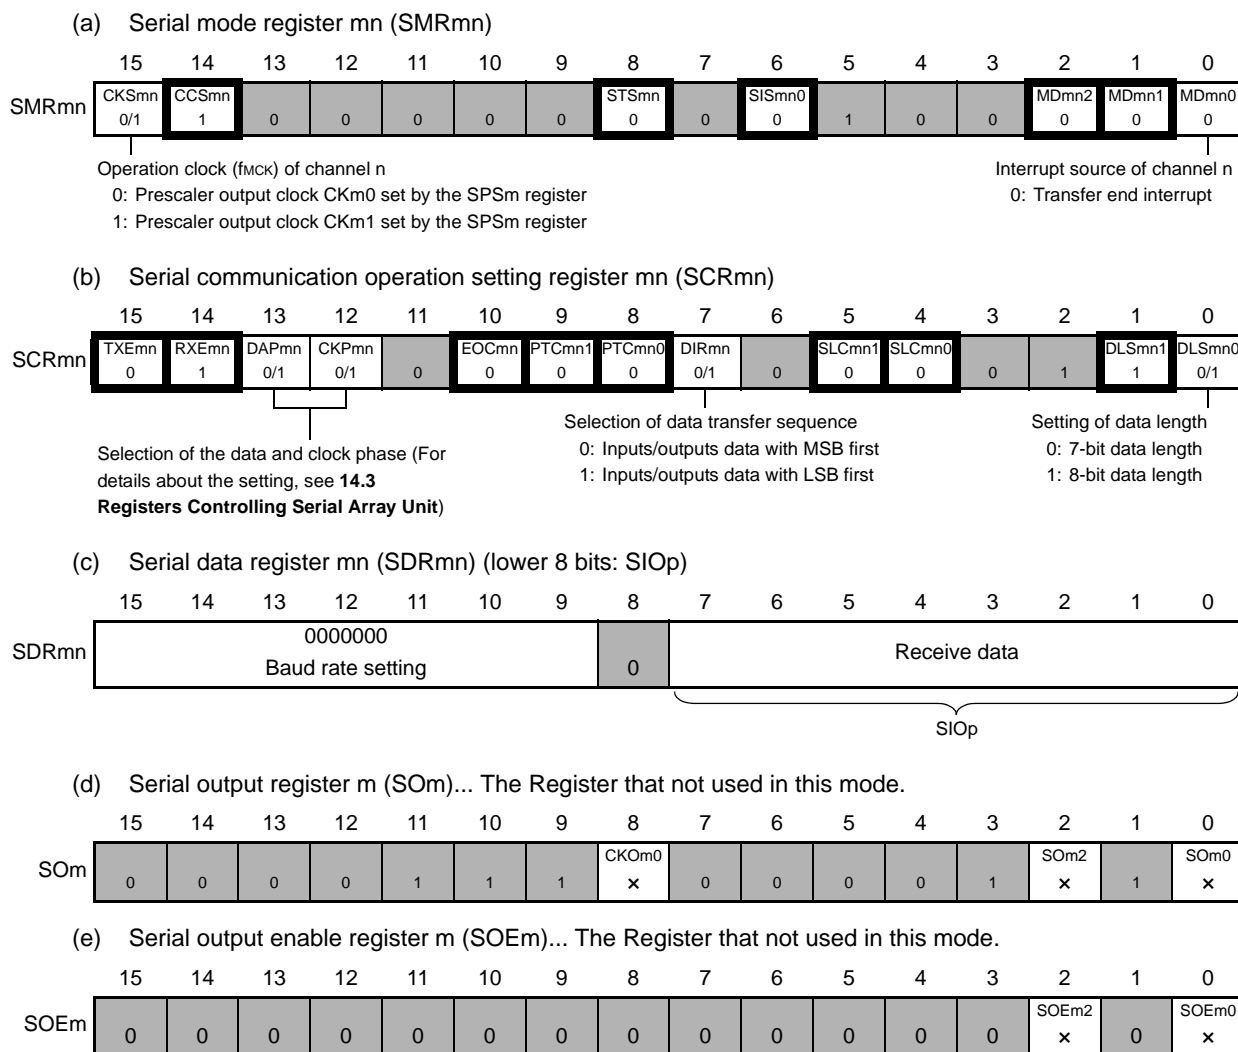 (a) Serial mode register mn (SMRmn)
15 14 13 12 11 10 9 8 7 6 5 4 3 2 1 0
SMRmn CKSmn CCSmn STSmn SISmn0 MDmn2 MDmn1 MDmn0
0/1 1 0 0 0 0 0 0 0 0 1 0 0 0 0 0
Operation clock (fMCK) of channel n Interrupt source of channel n
0: Prescaler output clock CKm0 set by the SPSm register 0: Transfer end interrupt
1: Prescaler output clock CKm1 set by the SPSm register
(b) Serial communication operation setting register mn (SCRmn)
15 14 13 12 11 10 9 8 7 6 5 4 3 2 1 0
SCRmn TXEmn RXEmn DAPmn CKPmn EOCmn PTCmn1 PTCmn0 DIRmn SLCmn1 SLCmn0 DLSmn1 DLSmn0
0 1 0/1 0/1 0 0 0 0 0/1 0 0 0 0 1 1 0/1
Selection of data transfer sequence Setting of data length
Selection of the data and clock phase (For 0: Inputs/outputs data with MSB first 0: 7-bit data length
details about the setting, see 14.3 1: Inputs/outputs data with LSB first 1: 8-bit data length
Registers Controlling Serial Array Unit)
(c) Serial data register mn (SDRmn) (lower 8 bits: SIOp)
15 14 13 12 11 10 9 8 7 6 5 4 3 2 1 0
0000000
SDRmn Receive data
Baud rate setting 0
SIOp
(d) Serial output register m (SOm)... The Register that not used in this mode.
15 14 13 12 11 10 9 8 7 6 5 4 3 2 1 0
SOm CKOm0 SOm2 SOm0
0 0 0 0 1 1 1 × 0 0 0 0 1 × 1 ×
(e) Serial output enable register m (SOEm)... The Register that not used in this mode.
15 14 13 12 11 10 9 8 7 6 5 4 3 2 1 0
SOEm SOEm2 SOEm0
0 0 0 0 0 0 0 0 0 0 0 0 0 × 0 ×